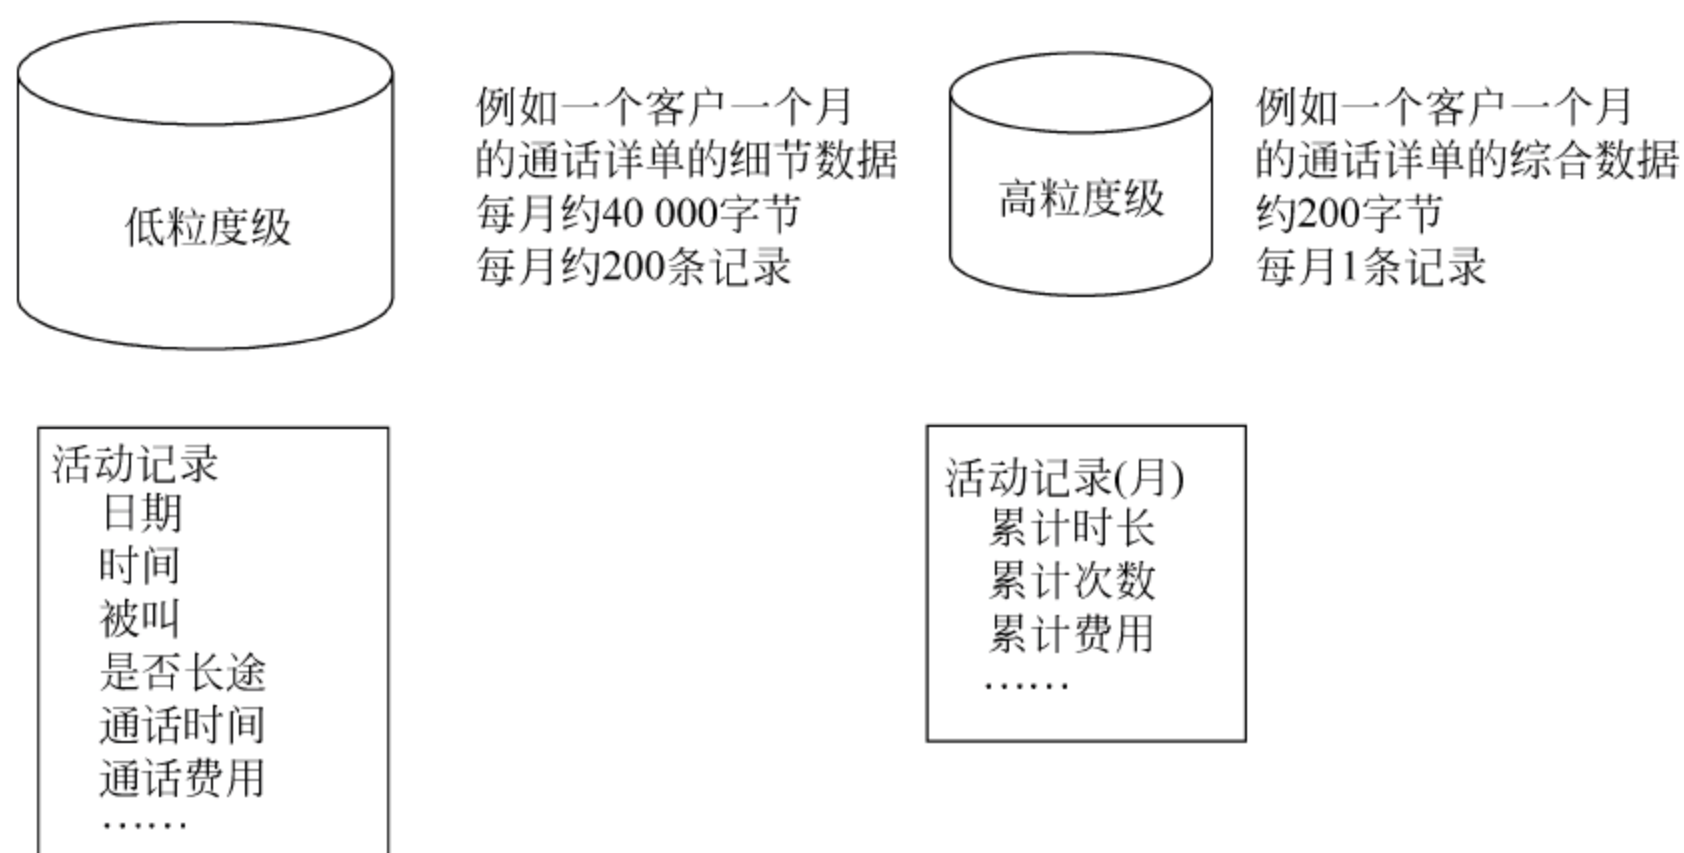 低粒度级
例如一个客户一个月
的通话详单的细节数据
每月约40 000字节
每月约200条记录
高粒度级
例如一个客户一个月
的通话详单的综合数据
约200字节
每月1条记录
活动记录
日期
时间
被叫
是否长途
通话时间
通话费用
……
活动记录(月)
累计时长
累计次数
累计费用
……